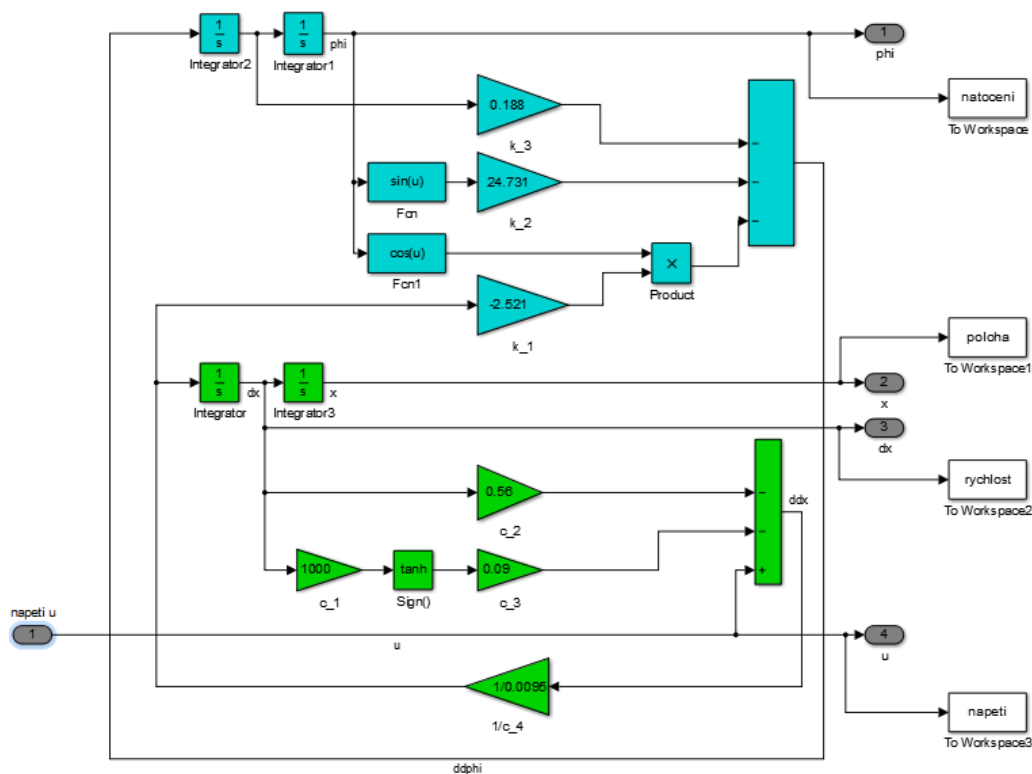 1
s
Integrator2
1
s
Integrator1
phi
1
phi
natoceni
To Workspace
0.188
k_3
sin(u)
Fcn
24.731
k_2
cos(u)
Fcn1
×
Product
-2.521
k_1
poloha
To Workspace1
1
s
Integrator
dx
1
s
Integrator3
x
2
x
3
dx
rychlost
To Workspace2
0.56
c_2
ddx
1000
c_1
tanh
Sign()
0.09
c_3
−
−
−
−
−
+
napeti u
1
u
4
u
1/0.0095
1/c_4
napeti
To Workspace3
ddphi